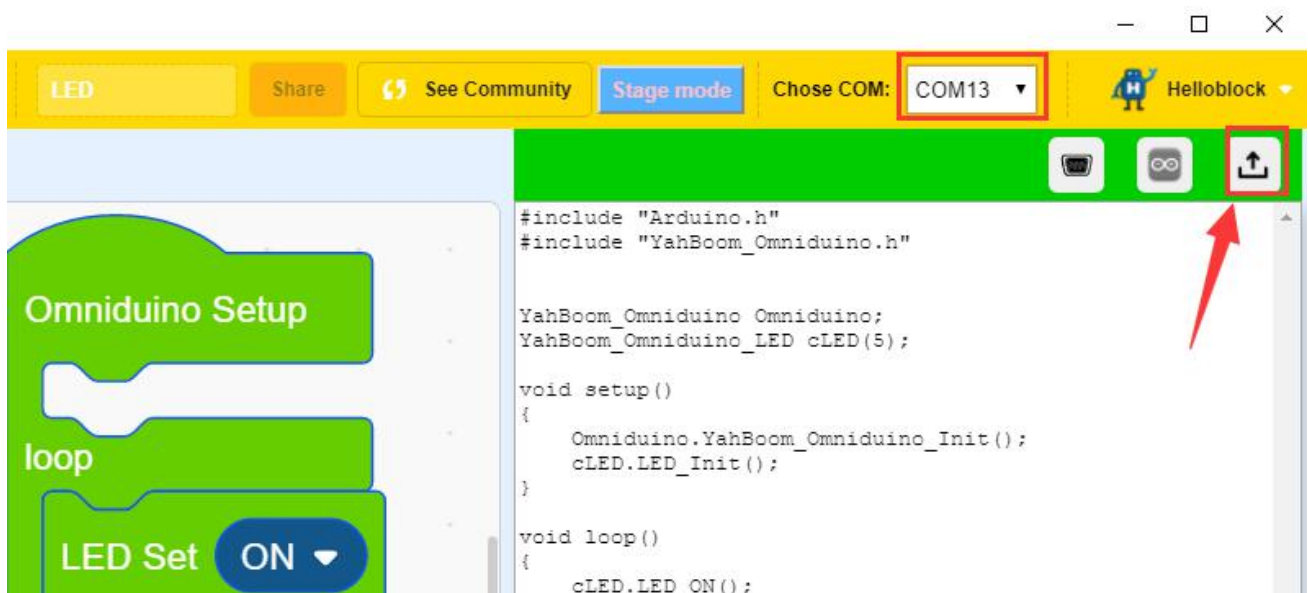 LED Share See Community Stage mode Chose COM: COM13 Helloblock
#include "Arduino.h"
#include "YahBoom_Omniduino.h"
YahBoom_Omniduino Omniduino;
YahBoom_Omniduino_LED cLED(5);
void setup()
{
    Omniduino.YahBoom_Omniduino_Init();
    cLED.LED_Init();
}
void loop()
{
    cLED.LED_ON();
Omniduino Setup
loop
LED Set ON